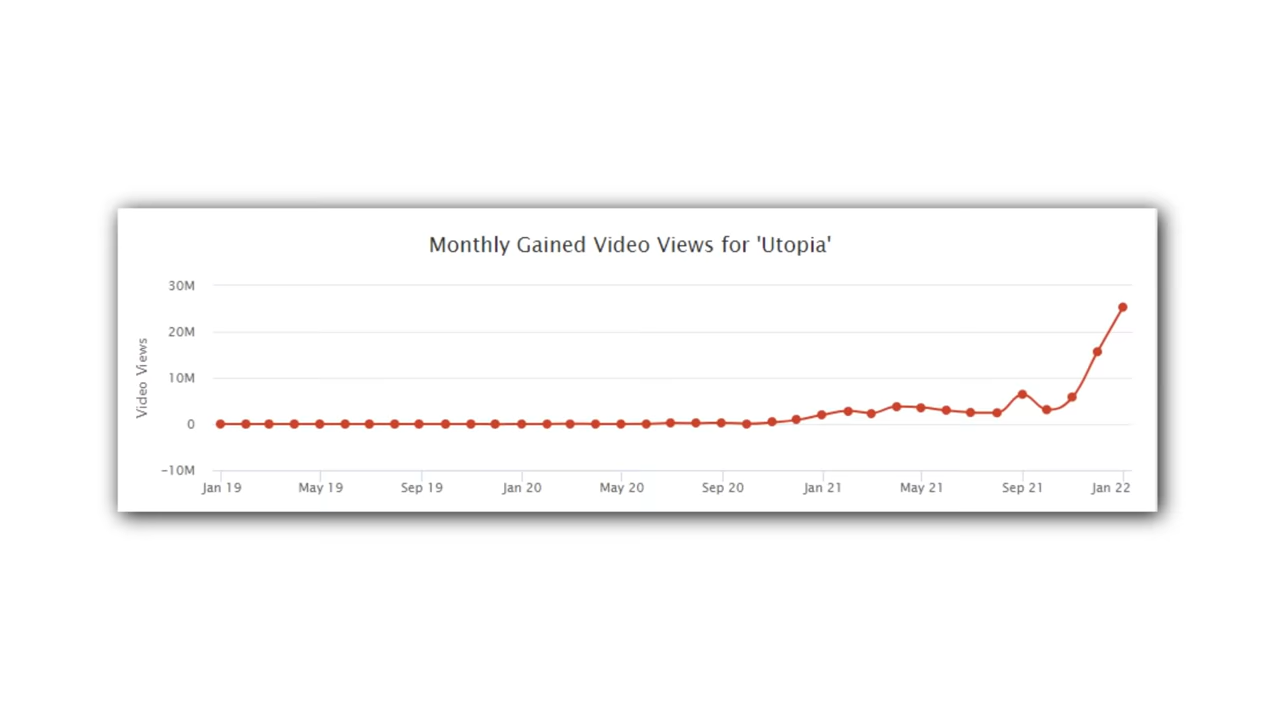 Monthly Gained Video Views for 'Utopia'
Video Views
30M
20M
10M
0
-10M
Jan 19 May 19 Sep 19 Jan 20 May 20 Sep 20 Jan 21 May 21 Sep 21 Jan 22